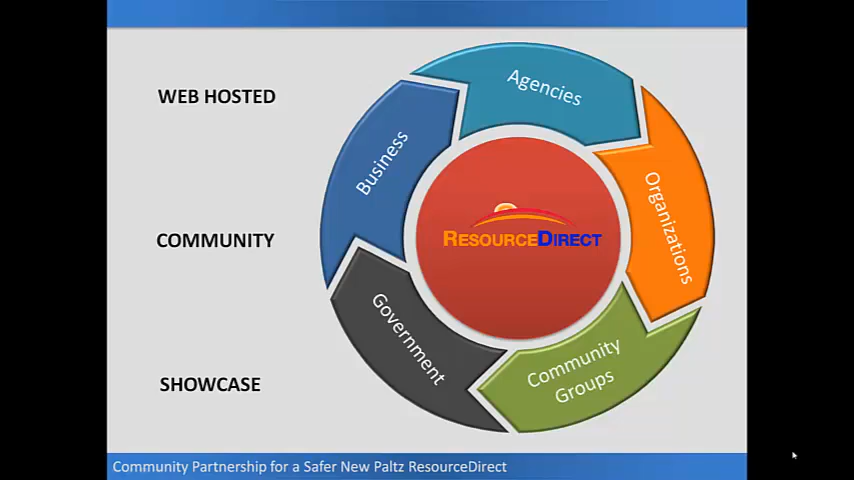 WEB HOSTED
COMMUNITY
SHOWCASE
Agencies
Organizations
Community
Groups
Government
Business
RESOURCEDIRECT
Community Partnership for a Safer New Paltz ResourceDirect